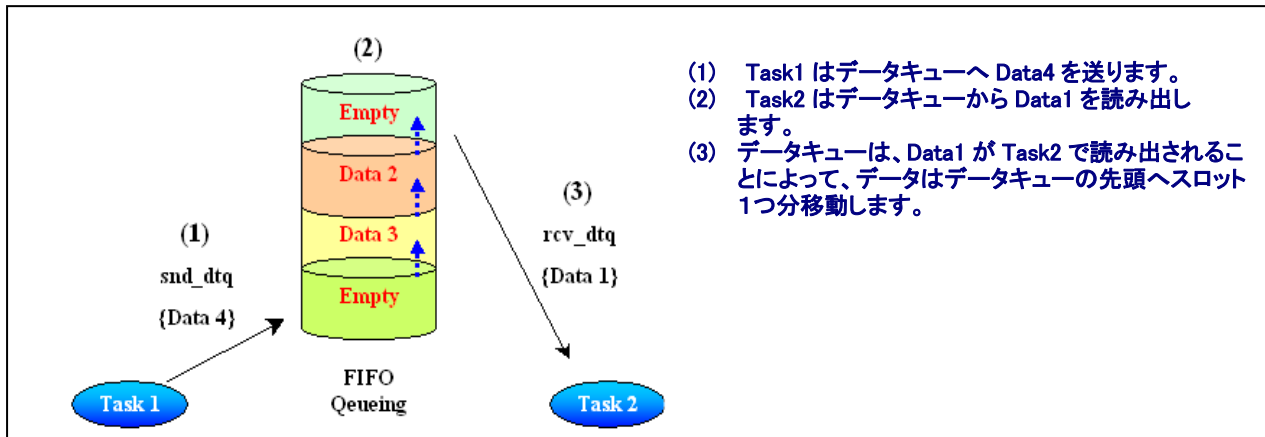 (2)
Empty
Data 2
Data 3
Empty
(1)
snd_dtq
{Data 4}
(3)
rcv_dtq
{Data 1}
Task 1
FIFO
Qeueing
Task 2
(1) Task1 はデータキューへ Data4 を送ります。
(2) Task2 はデータキューから Data1 を読み出し
ます。
(3) データキューは、Data1 が Task2 で読み出されるこ
とによって、データはデータキューの先頭へスロット
1つ分移動します。